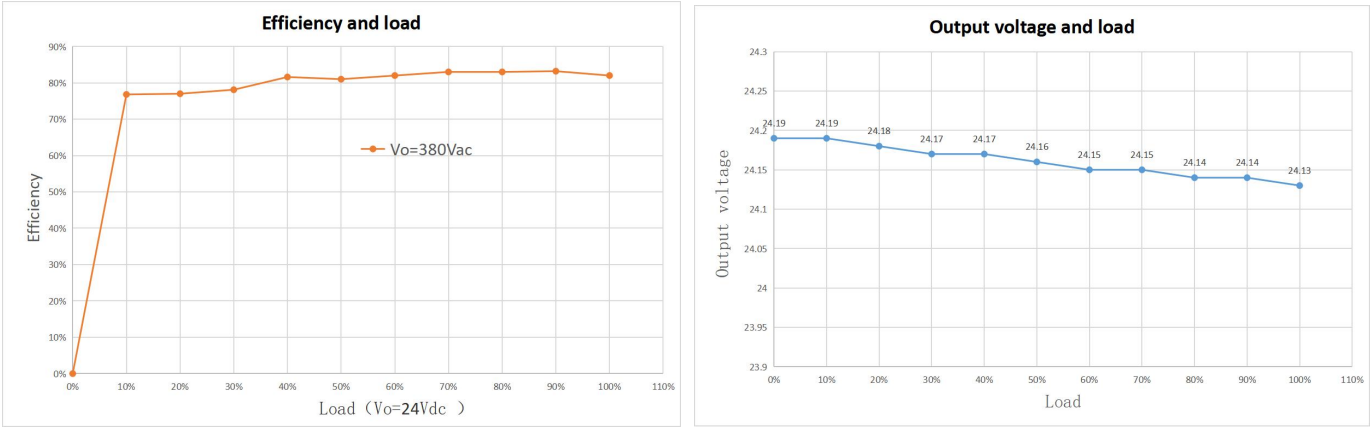 Efficiency and load
90%
80%
70%
60%
50%
40%
30%
20%
10%
0%
Efficiency
Vo=380Vac
0% 10% 20% 30% 40% 50% 60% 70% 80% 90% 100% 110%
Load（Vo=24Vdc ）
Output voltage and load
24.3
24.25
24.2
24.15
24.1
24.05
24
23.95
23.9
Output voltage
24.19 24.19 24.18 24.17 24.17 24.16 24.15 24.15 24.14 24.14 24.13
0% 10% 20% 30% 40% 50% 60% 70% 80% 90% 100% 110%
Load